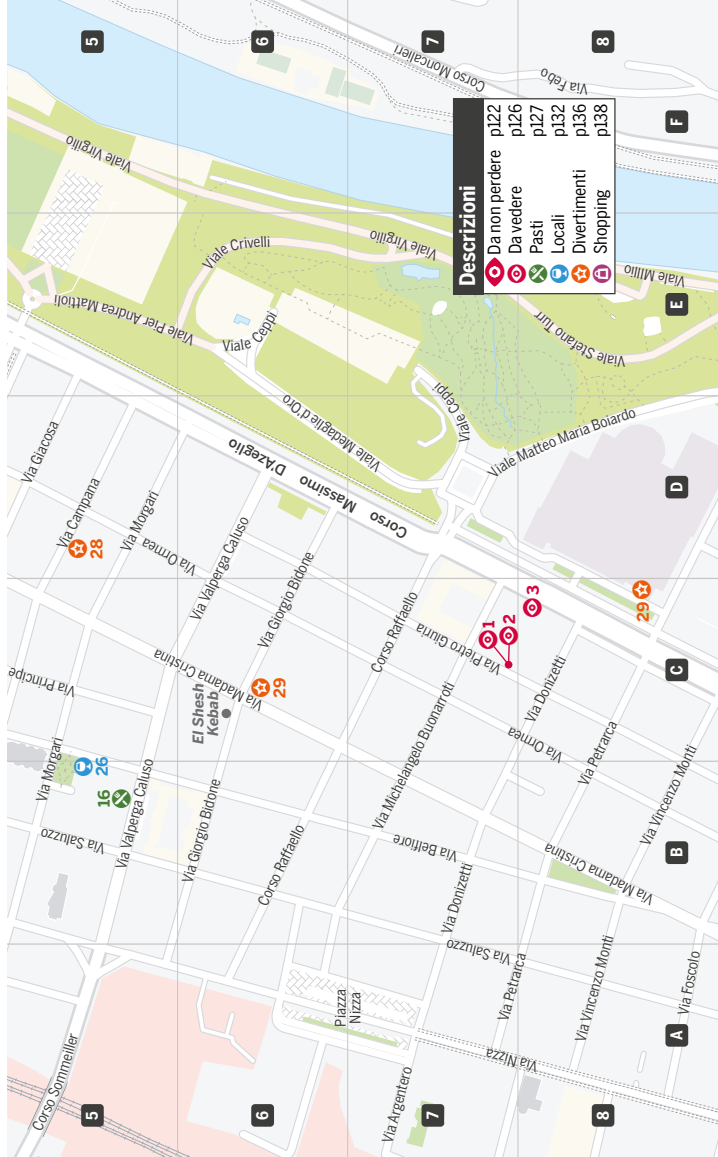 Corso Sommeiller
Via Morgari
Via Principe
Via Giacosa
Via Campana
28
Via Morgari
Via Ormea
Viale Pier Andrea Mattioli
Viale Virgilio
5
5
26
16
Via Saluzzo
Via Valperga Caluso
Via Valperga Caluso
Via Madama Cristina
El Shesh
Kebab
29
Via Giorgio Bidone
Via Giorgio Bidone
Corso Raffaello
Corso Massimo D'Azeglio
Viale Medaglie d'Oro
Viale Ceppi
Viale Crivelli
6
6
Piazza
Nizza
Via Argentero
Via Nizza
Via Saluzzo
Via Donizetti
Via Belfiore
Via Michelangelo Buonarroti
Corso Raffaello
Via Pietro Giuria
1
2
3
Viale Ceppi
Viale Virgilio
Corso Moncalieri
7
7
Via Petrarca
Via Vincenzo Monti
Via Foscolo
Via Madama Cristina
Via Ormea
Via Donizetti
Via Petrarca
Via Vincenzo Monti
29
Viale Matteo Maria Boiardo
Viale Stefano Turr
Viale Millio
Via Febo
8
8
A
B
C
D
E
F
Descrizioni
Da non perdere p122
Da vedere p126
Pasti p127
Locali p132
Divertimenti p136
Shopping p138